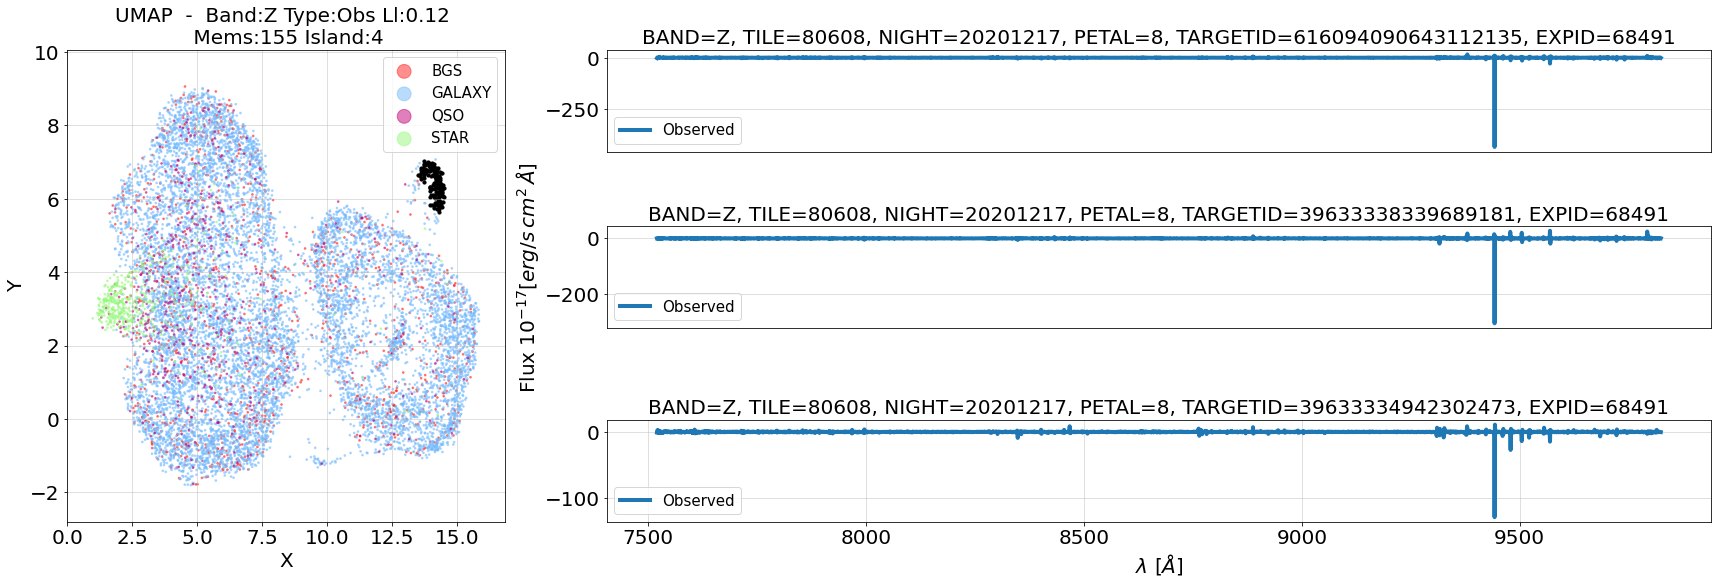 UMAP - Band:Z Type:Obs Ll:0.12
Mems:155 Island:4
10
8
6
4
2
0
−2
Y
0.0 2.5 5.0 7.5 10.0 12.5 15.0
X
BGS
GALAXY
QSO
STAR
Flux 10⁻¹⁷[erg/s cm² Å]
BAND=Z, TILE=80608, NIGHT=20201217, PETAL=8, TARGETID=616094090643112135, EXPID=68491
0
−250
Observed
BAND=Z, TILE=80608, NIGHT=20201217, PETAL=8, TARGETID=39633338339689181, EXPID=68491
0
−200
Observed
BAND=Z, TILE=80608, NIGHT=20201217, PETAL=8, TARGETID=39633334942302473, EXPID=68491
0
−100
Observed
7500 8000 8500 9000 9500
λ [Å]